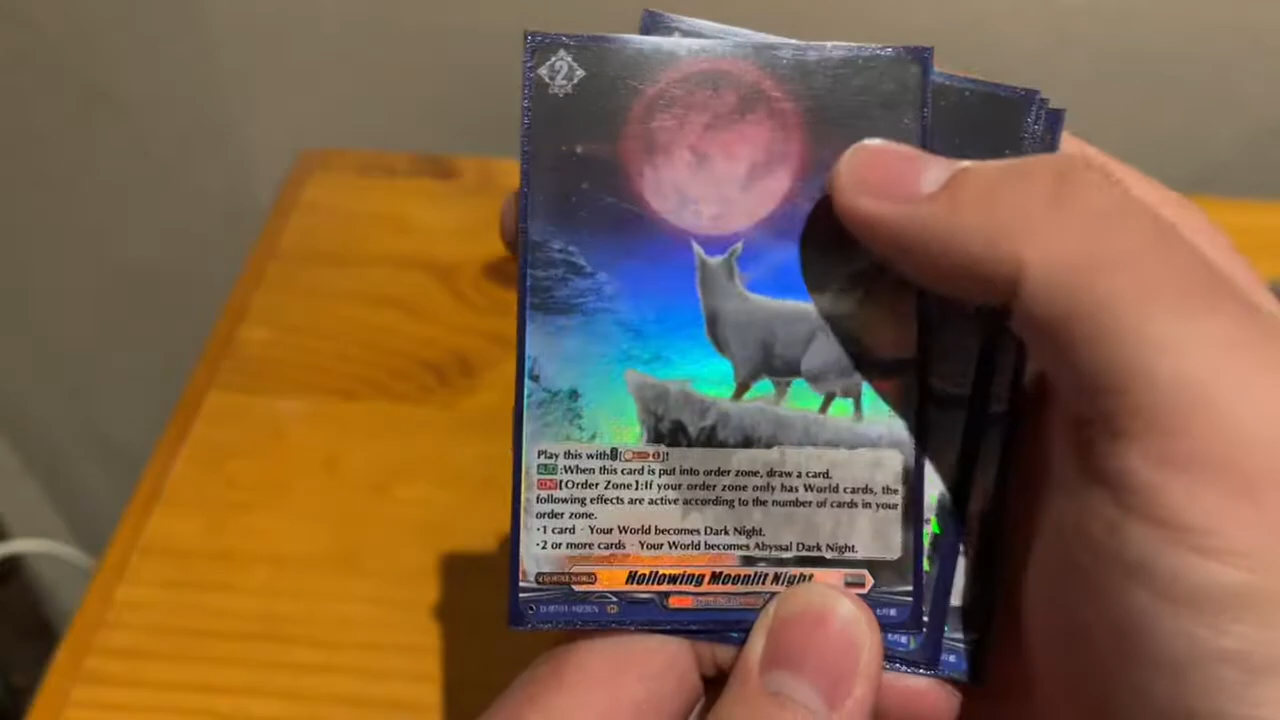 2
Play this with
AUTO:When this card is put into order zone, draw a card.
CONT[Order Zone]:If your order zone only has World cards, the
following effects are active according to the number of cards in your
order zone.
·1 card - Your World becomes Dark Night.
·2 or more cards - Your World becomes Abyssal Dark Night.
Hollowing Moonlit Night